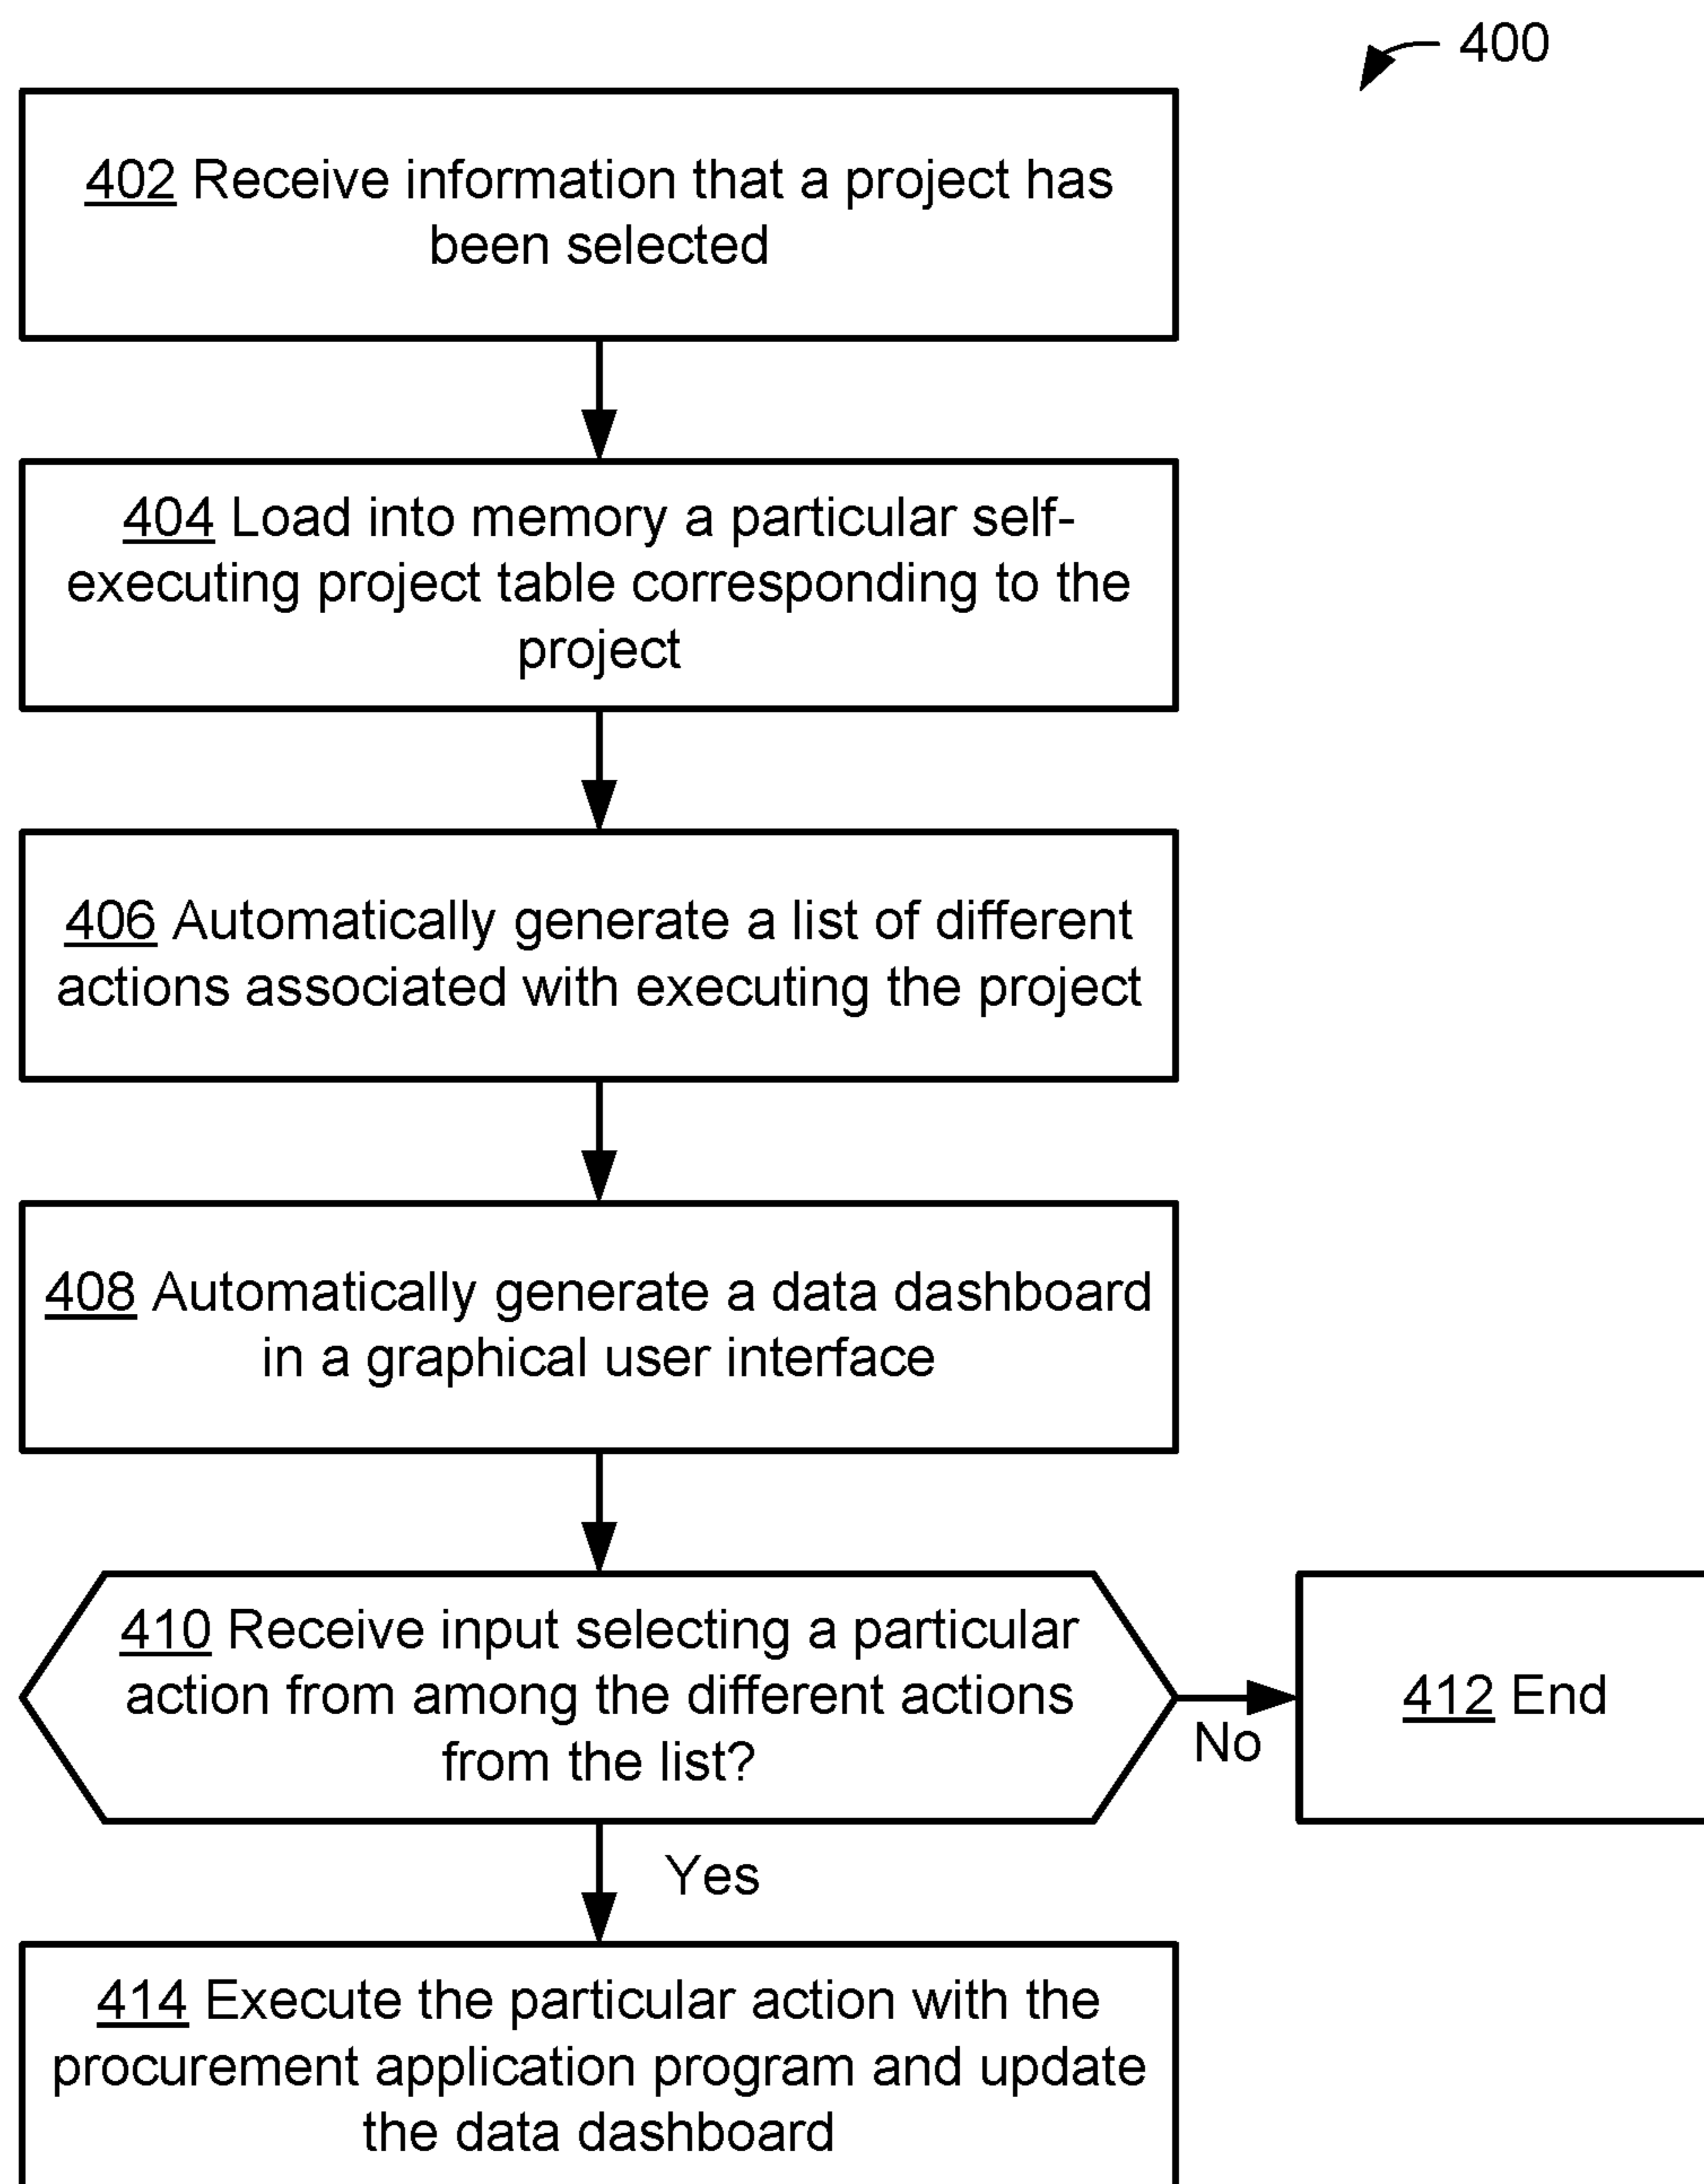 400
402 Receive information that a project has
been selected
404 Load into memory a particular self-
executing project table corresponding to the
project
406 Automatically generate a list of different
actions associated with executing the project
408 Automatically generate a data dashboard
in a graphical user interface
410 Receive input selecting a particular
action from among the different actions
from the list?
No
412 End
Yes
414 Execute the particular action with the
procurement application program and update
the data dashboard